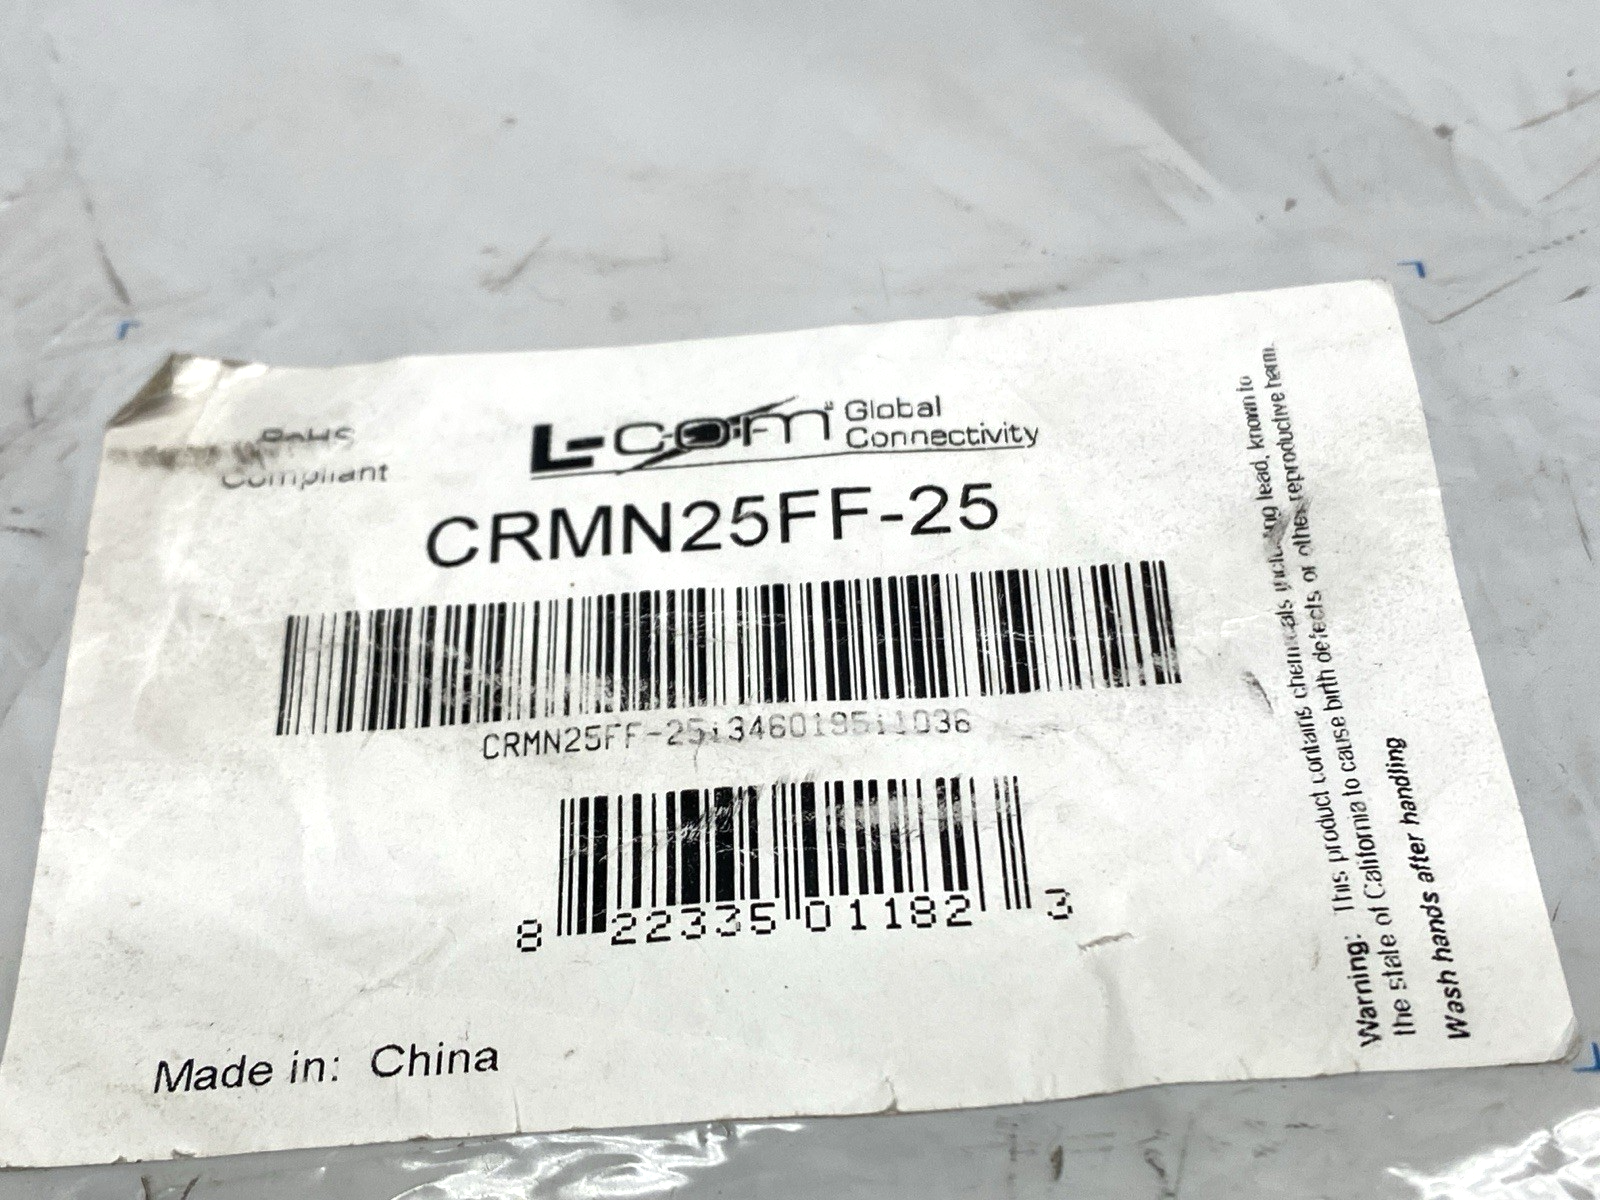 RoHS
Compliant
L-com Global
Connectivity
CRMN25FF-25
CRMN25FF-25i3460195i1036
8 22335 01182 3
Made in: China
Warning: This product contains chemicals including lead, known to
the state of California to cause birth defects or other reproductive harm.
Wash hands after handling